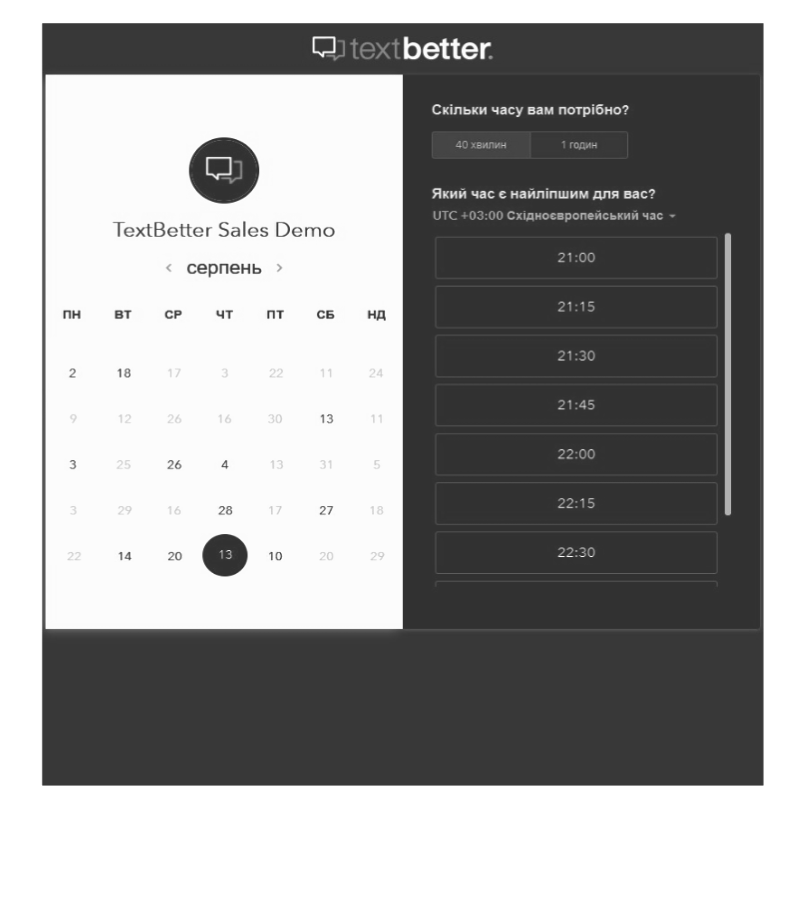 textbetter.
TextBetter Sales Demo
< серпень >
ПН ВТ СР ЧТ ПТ СБ НД
2 18 17 3 22 11 24
9 12 26 16 30 13 11
3 25 26 4 13 31 5
3 29 16 28 17 27 18
22 14 20 13 10 20 29
Скільки часу вам потрібно?
40 хвилин 1 годин
Який час є найліпшим для вас?
UTC +03:00 Східноєвропейський час
21:00
21:15
21:30
21:45
22:00
22:15
22:30